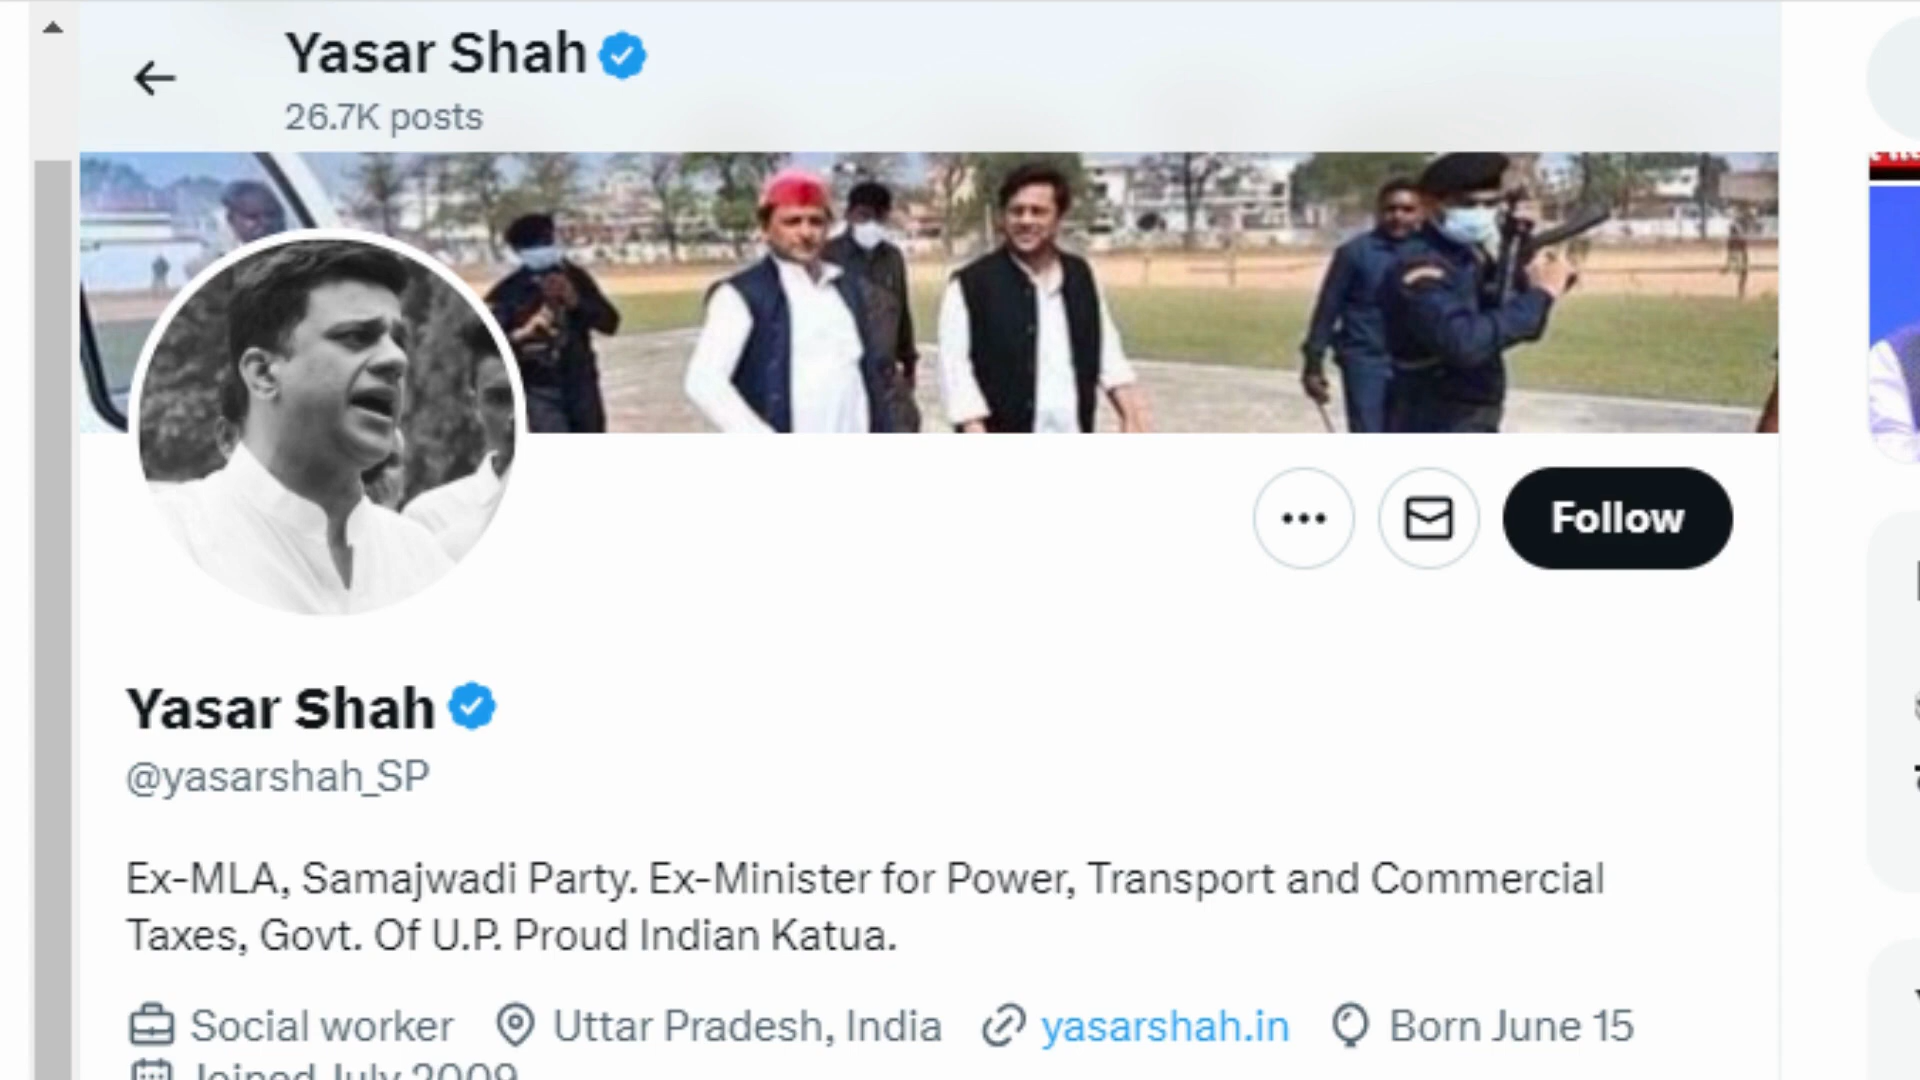 Yasar Shah
26.7K posts
Follow
Yasar Shah
@yasarshah_SP
Ex-MLA, Samajwadi Party. Ex-Minister for Power, Transport and Commercial
Taxes, Govt. Of U.P. Proud Indian Katua.
Social worker Uttar Pradesh, India yasarshah.in Born June 15
Joined July 2009